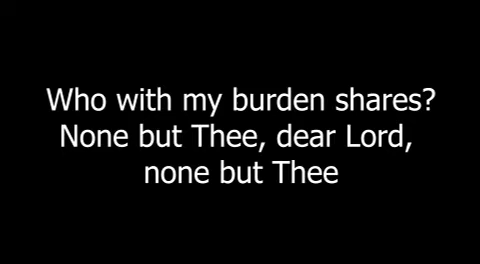 Who with my burden shares?
None but Thee, dear Lord,
none but Thee